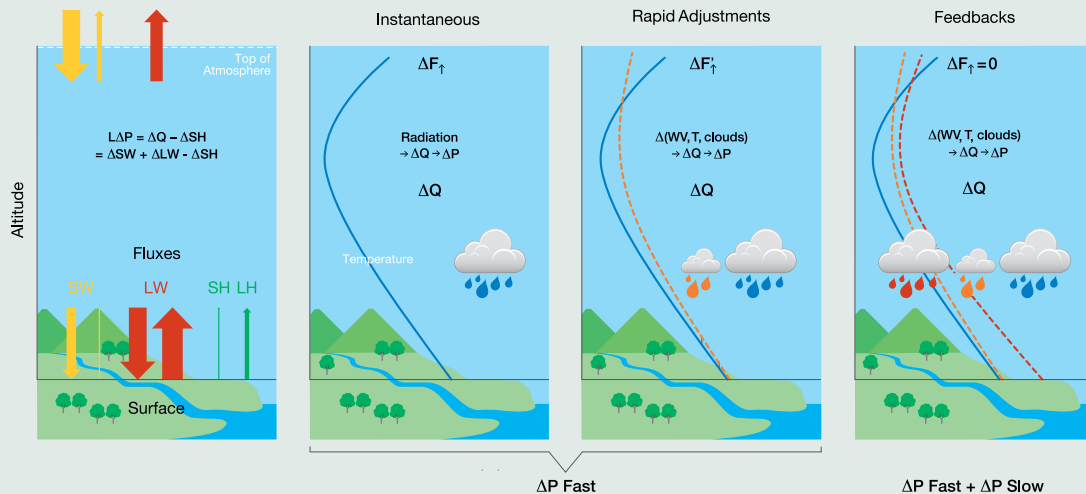 Instantaneous
Rapid Adjustments
Feedbacks
Altitude
Top of
Atmosphere
LΔP = ΔQ – ΔSH
= ΔSW + ΔLW - ΔSH
Fluxes
SW
LW
SH LH
Surface
ΔF↑
Radiation
→ ΔQ → ΔP
ΔQ
Temperature
ΔF'↑
Δ(WV, T, clouds)
→ ΔQ → ΔP
ΔQ
ΔF↑ = 0
Δ(WV, T, clouds)
→ ΔQ → ΔP
ΔQ
ΔP Fast
ΔP Fast + ΔP Slow